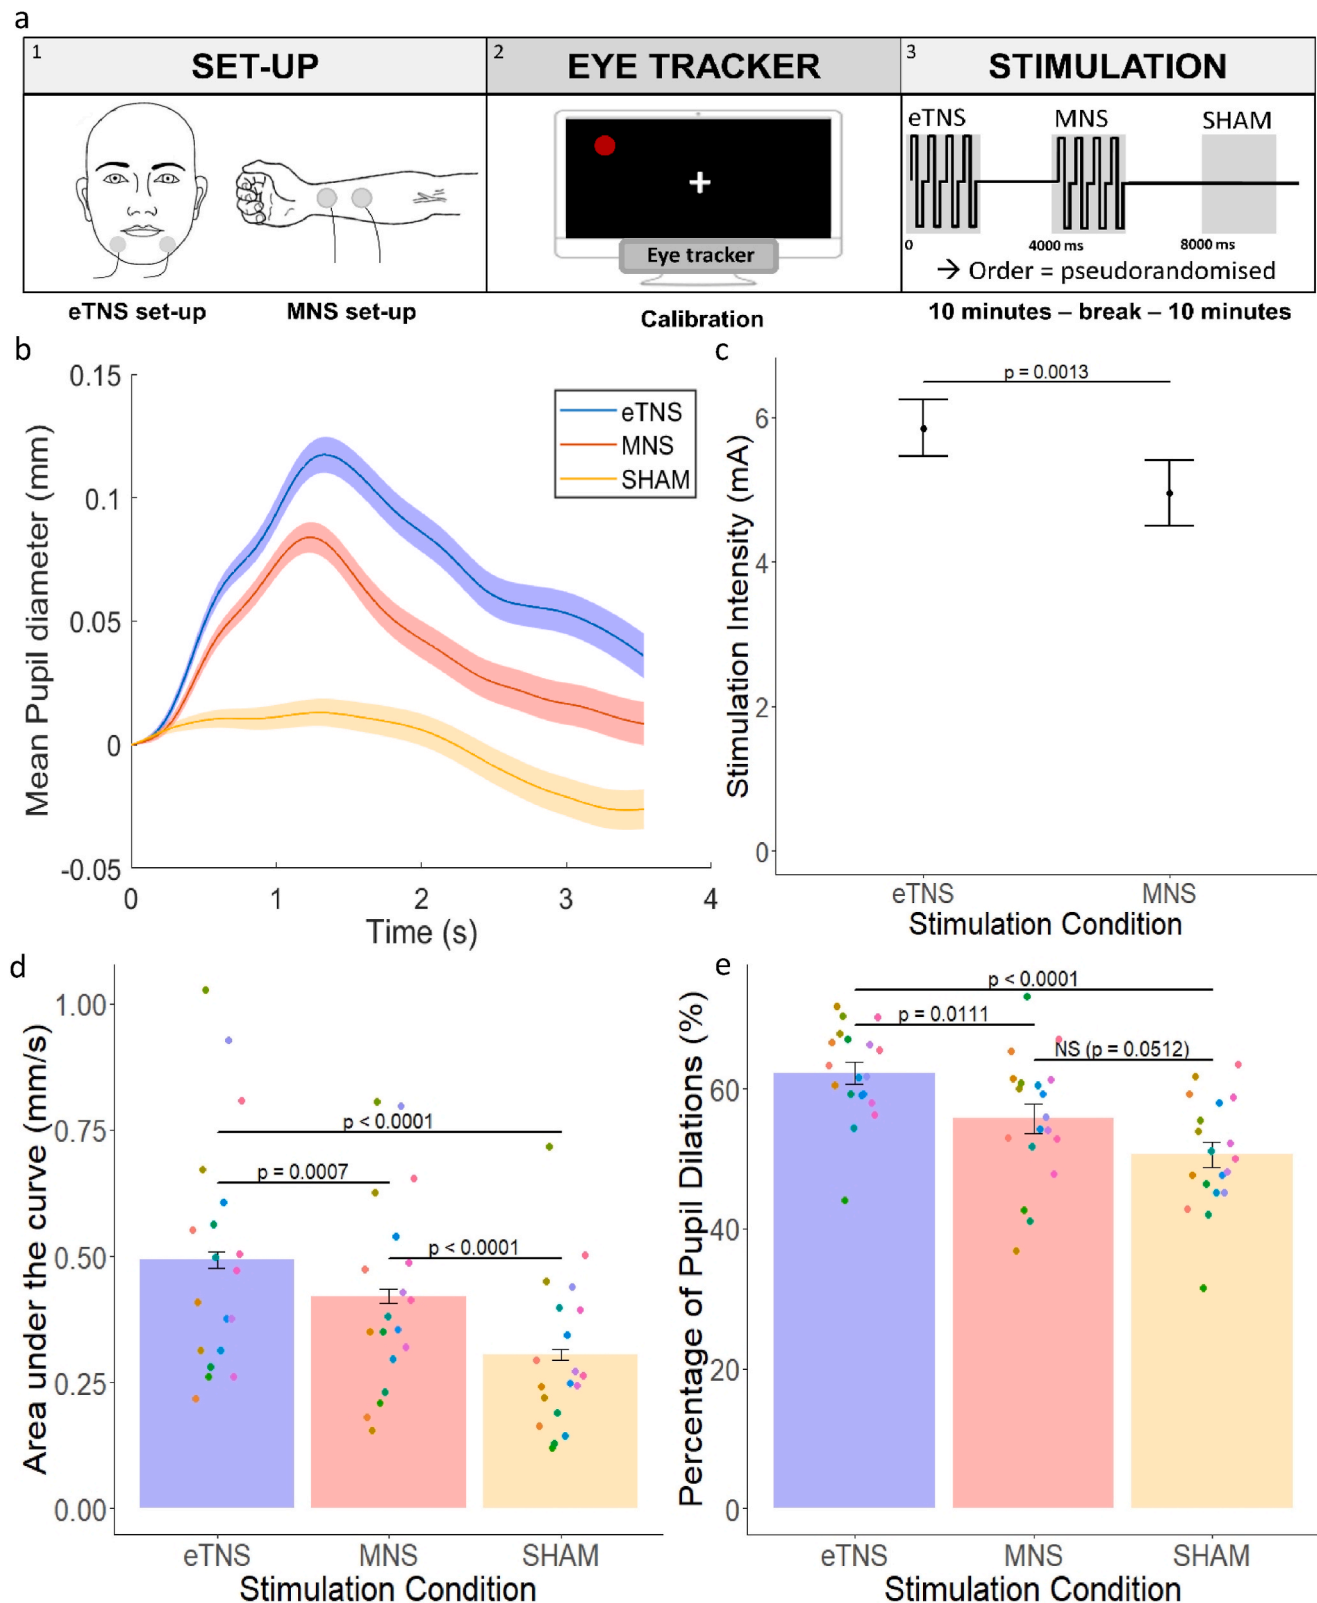 a
1 SET-UP
2 EYE TRACKER
3 STIMULATION
eTNS MNS SHAM
Eye tracker
0 4000 ms 8000 ms
→ Order = pseudorandomised
eTNS set-up
MNS set-up
Calibration
10 minutes – break – 10 minutes
b
Mean Pupil diameter (mm)
0.15
0.1
0.05
0
-0.05
eTNS
MNS
SHAM
0 1 2 3 4
Time (s)
c
Stimulation Intensity (mA)
p = 0.0013
6
4
2
0
eTNS MNS
Stimulation Condition
d
Area under the curve (mm/s)
1.00
0.75
0.50
0.25
0.00
p < 0.0001
p = 0.0007
p < 0.0001
eTNS MNS SHAM
Stimulation Condition
e
Percentage of Pupil Dilations (%)
p < 0.0001
p = 0.0111
NS (p = 0.0512)
60
40
20
0
eTNS MNS SHAM
Stimulation Condition